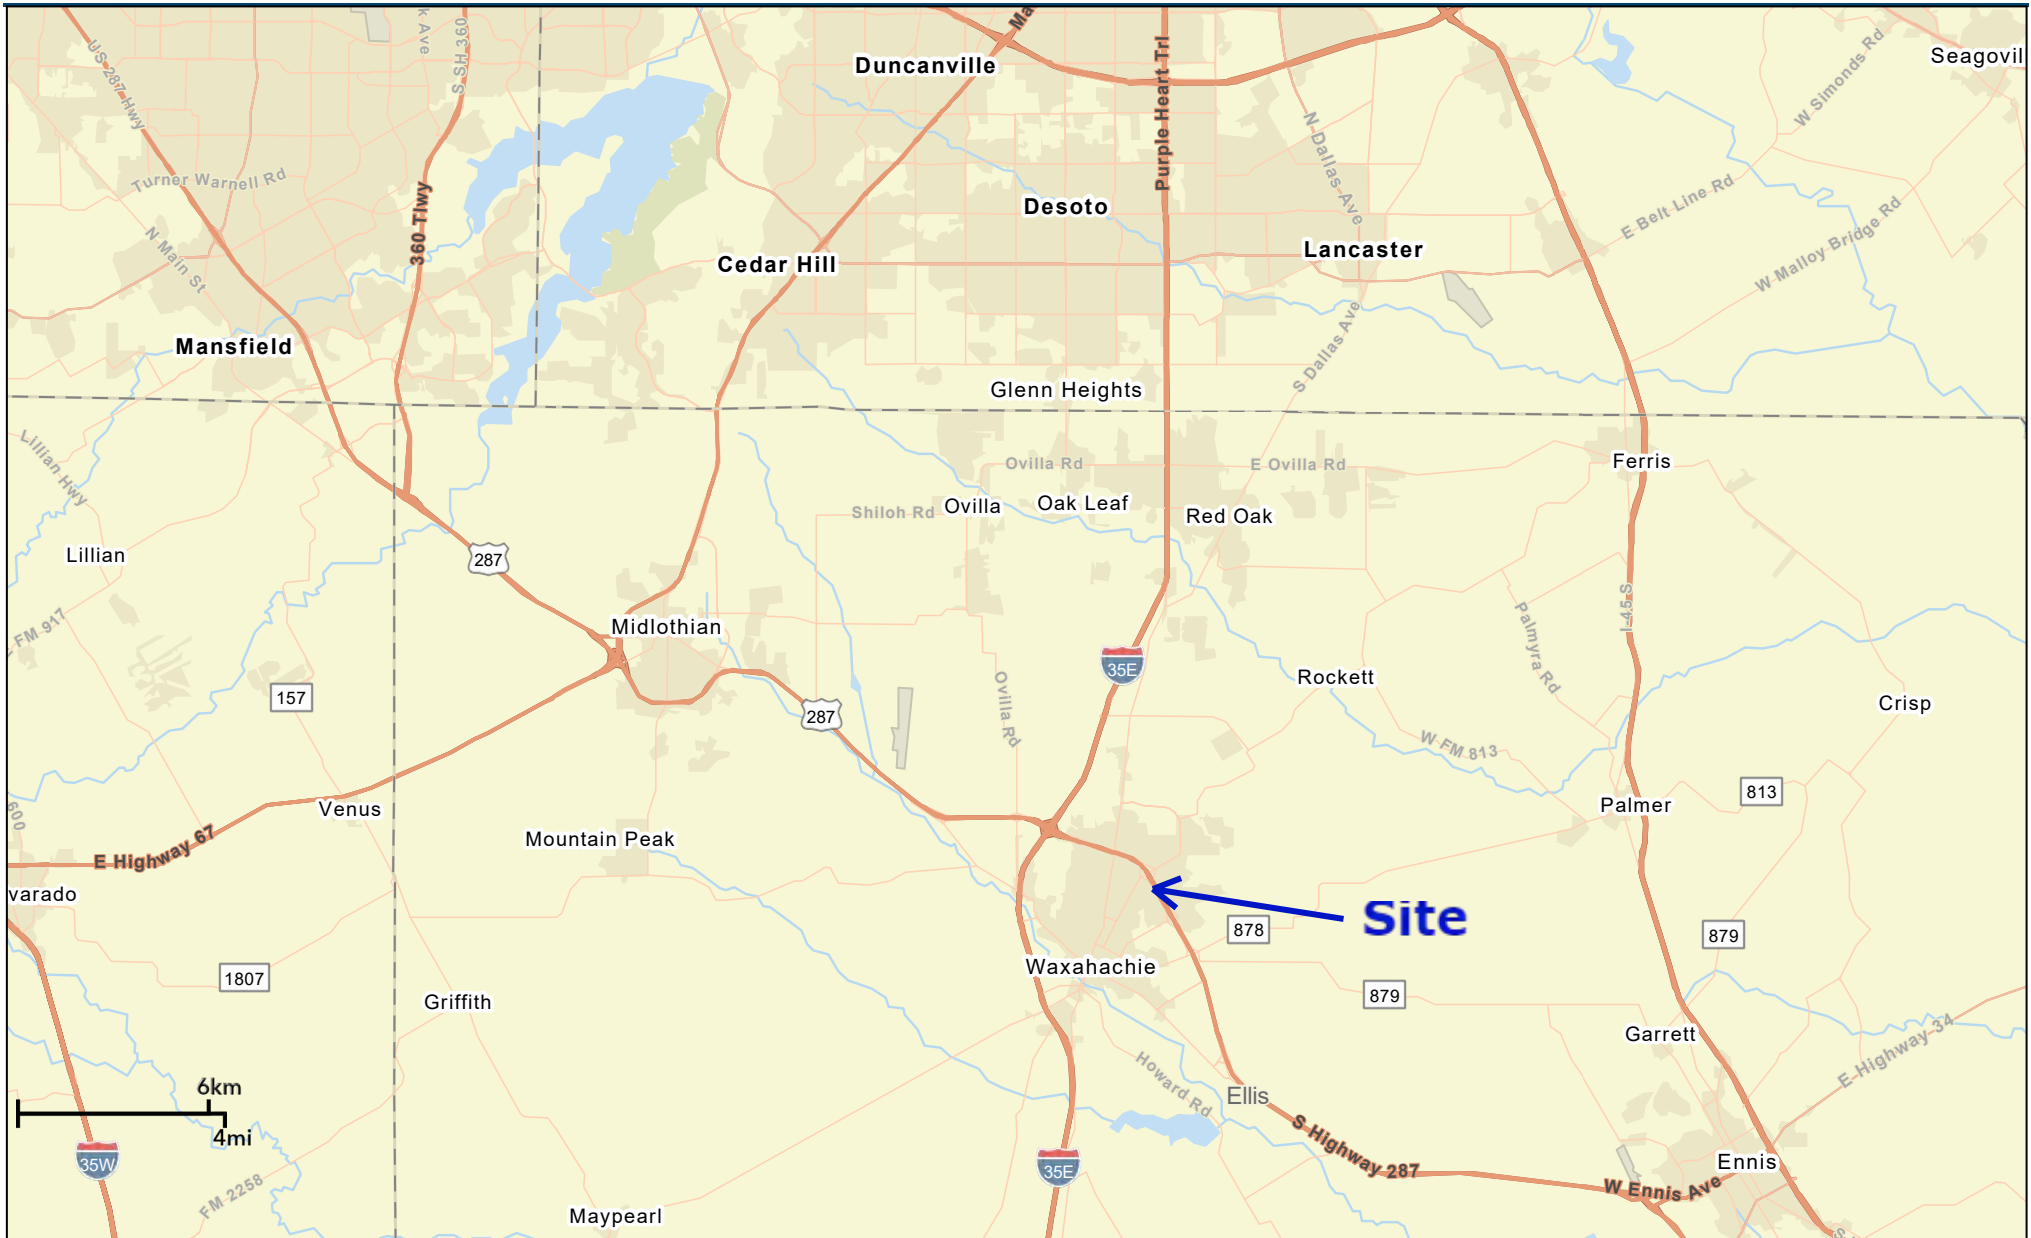 k Ave
S SH 360
US 287 Hwy
Ma
Duncanville
Purple Heart Trl
W Simonds Rd
Seagovil
Turner Warnell Rd
360 Tlwy
N Main St
Desoto
N Dallas Ave
E Belt Line Rd
Lancaster
Cedar Hill
W Malloy Bridge Rd
Mansfield
S Dallas Ave
Glenn Heights
Lillian Hwy
Ovilla Rd
E Ovilla Rd
Ferris
Shiloh Rd
Ovilla
Oak Leaf
Red Oak
Lillian
287
FM 917
Midlothian
I-45 S
Palmyra Rd
35E
Rockett
157
287
Ovilla Rd
Crisp
W FM 813
600
Venus
813
Palmer
E Highway 67
Mountain Peak
varado
Site
878
879
Waxahachie
1807
Griffith
879
Garrett
E Highway 34
6km
4mi
Howard Rd
Ellis
S Highway 287
35W
35E
Ennis
W Ennis Ave
FM 2258
Maypearl